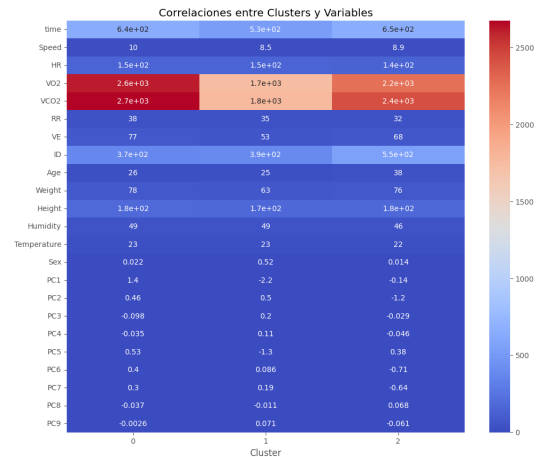 Correlaciones entre Clusters y Variables
time 6.4e+02 5.3e+02 6.5e+02
Speed 10 8.5 8.9
HR 1.5e+02 1.5e+02 1.4e+02
VO2 2.6e+03 1.7e+03 2.2e+03
VCO2 2.7e+03 1.8e+03 2.4e+03
RR 38 35 32
VE 77 53 68
ID 3.7e+02 3.9e+02 5.5e+02
Age 26 25 38
Weight 78 63 76
Height 1.8e+02 1.7e+02 1.8e+02
Humidity 49 49 46
Temperature 23 23 22
Sex 0.022 0.52 0.014
PC1 1.4 -2.2 -0.14
PC2 0.46 0.5 -1.2
PC3 -0.098 0.2 -0.029
PC4 -0.035 0.11 -0.046
PC5 0.53 -1.3 0.38
PC6 0.4 0.086 -0.71
PC7 0.3 0.19 -0.64
PC8 -0.037 -0.011 0.068
PC9 -0.0026 0.071 -0.061
0 1 2
Cluster
2500
2000
1500
1000
500
0